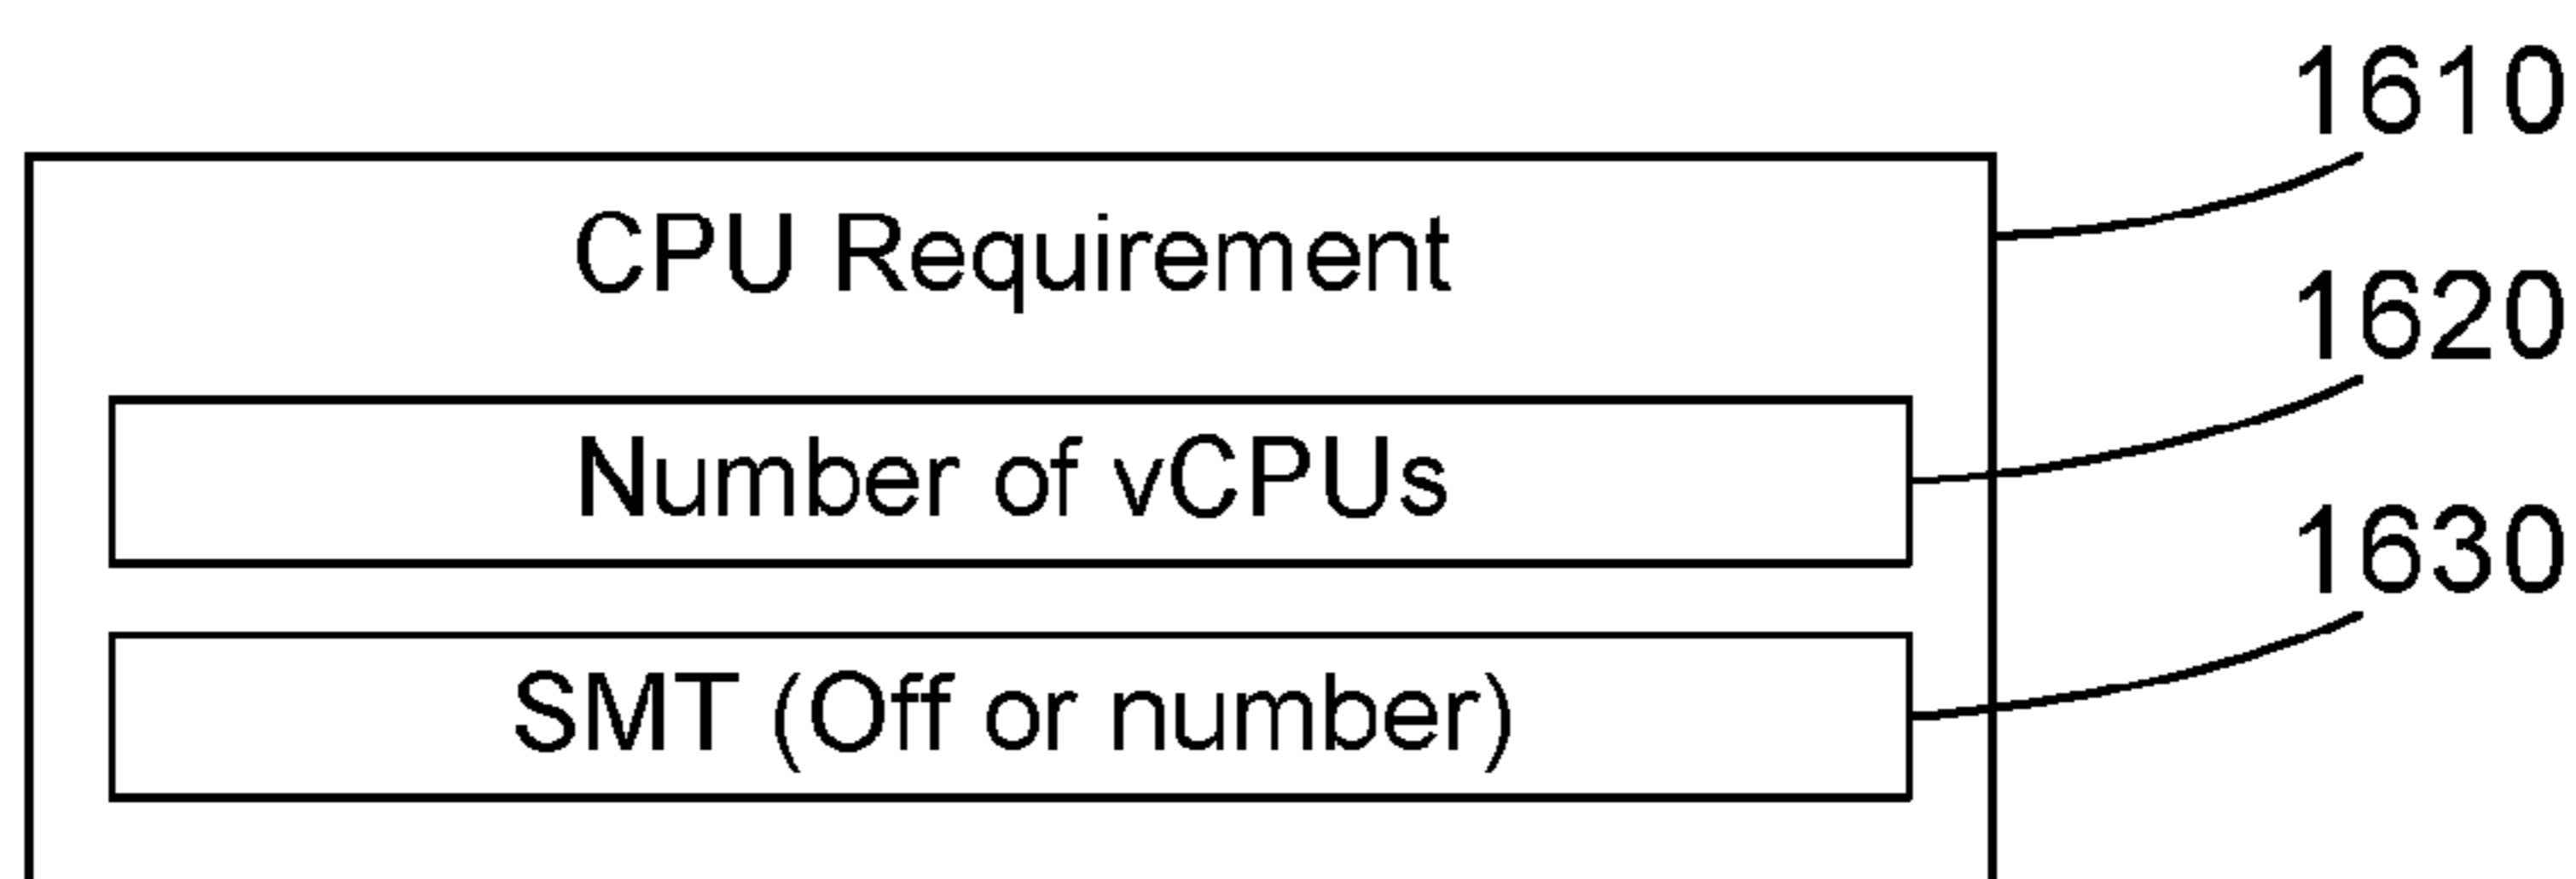 1610
CPU Requirement
1620
Number of vCPUs
1630
SMT (Off or number)